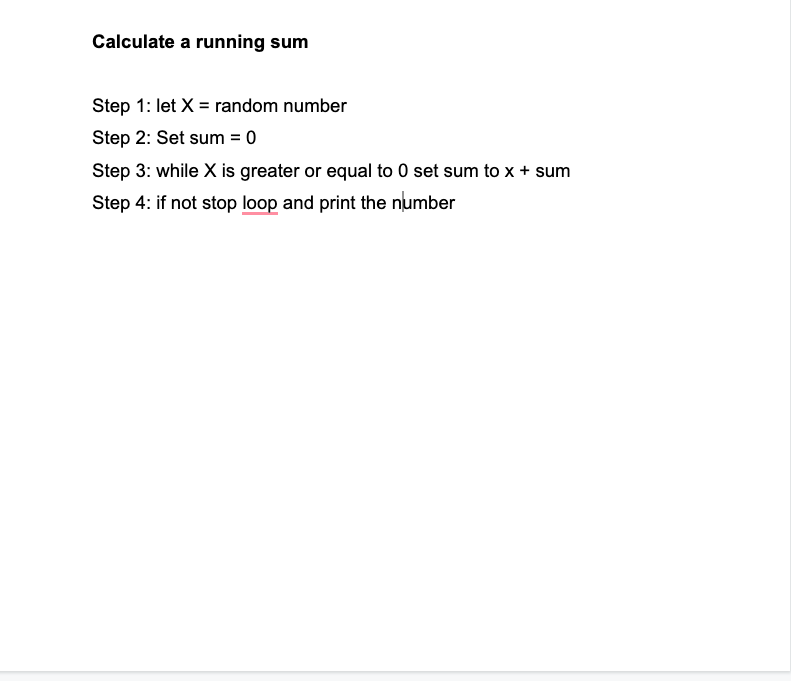 Calculate a running sum
Step 1: let X = random number
Step 2: Set sum = 0
Step 3: while X is greater or equal to 0 set sum to x + sum
Step 4: if not stop loop and print the number